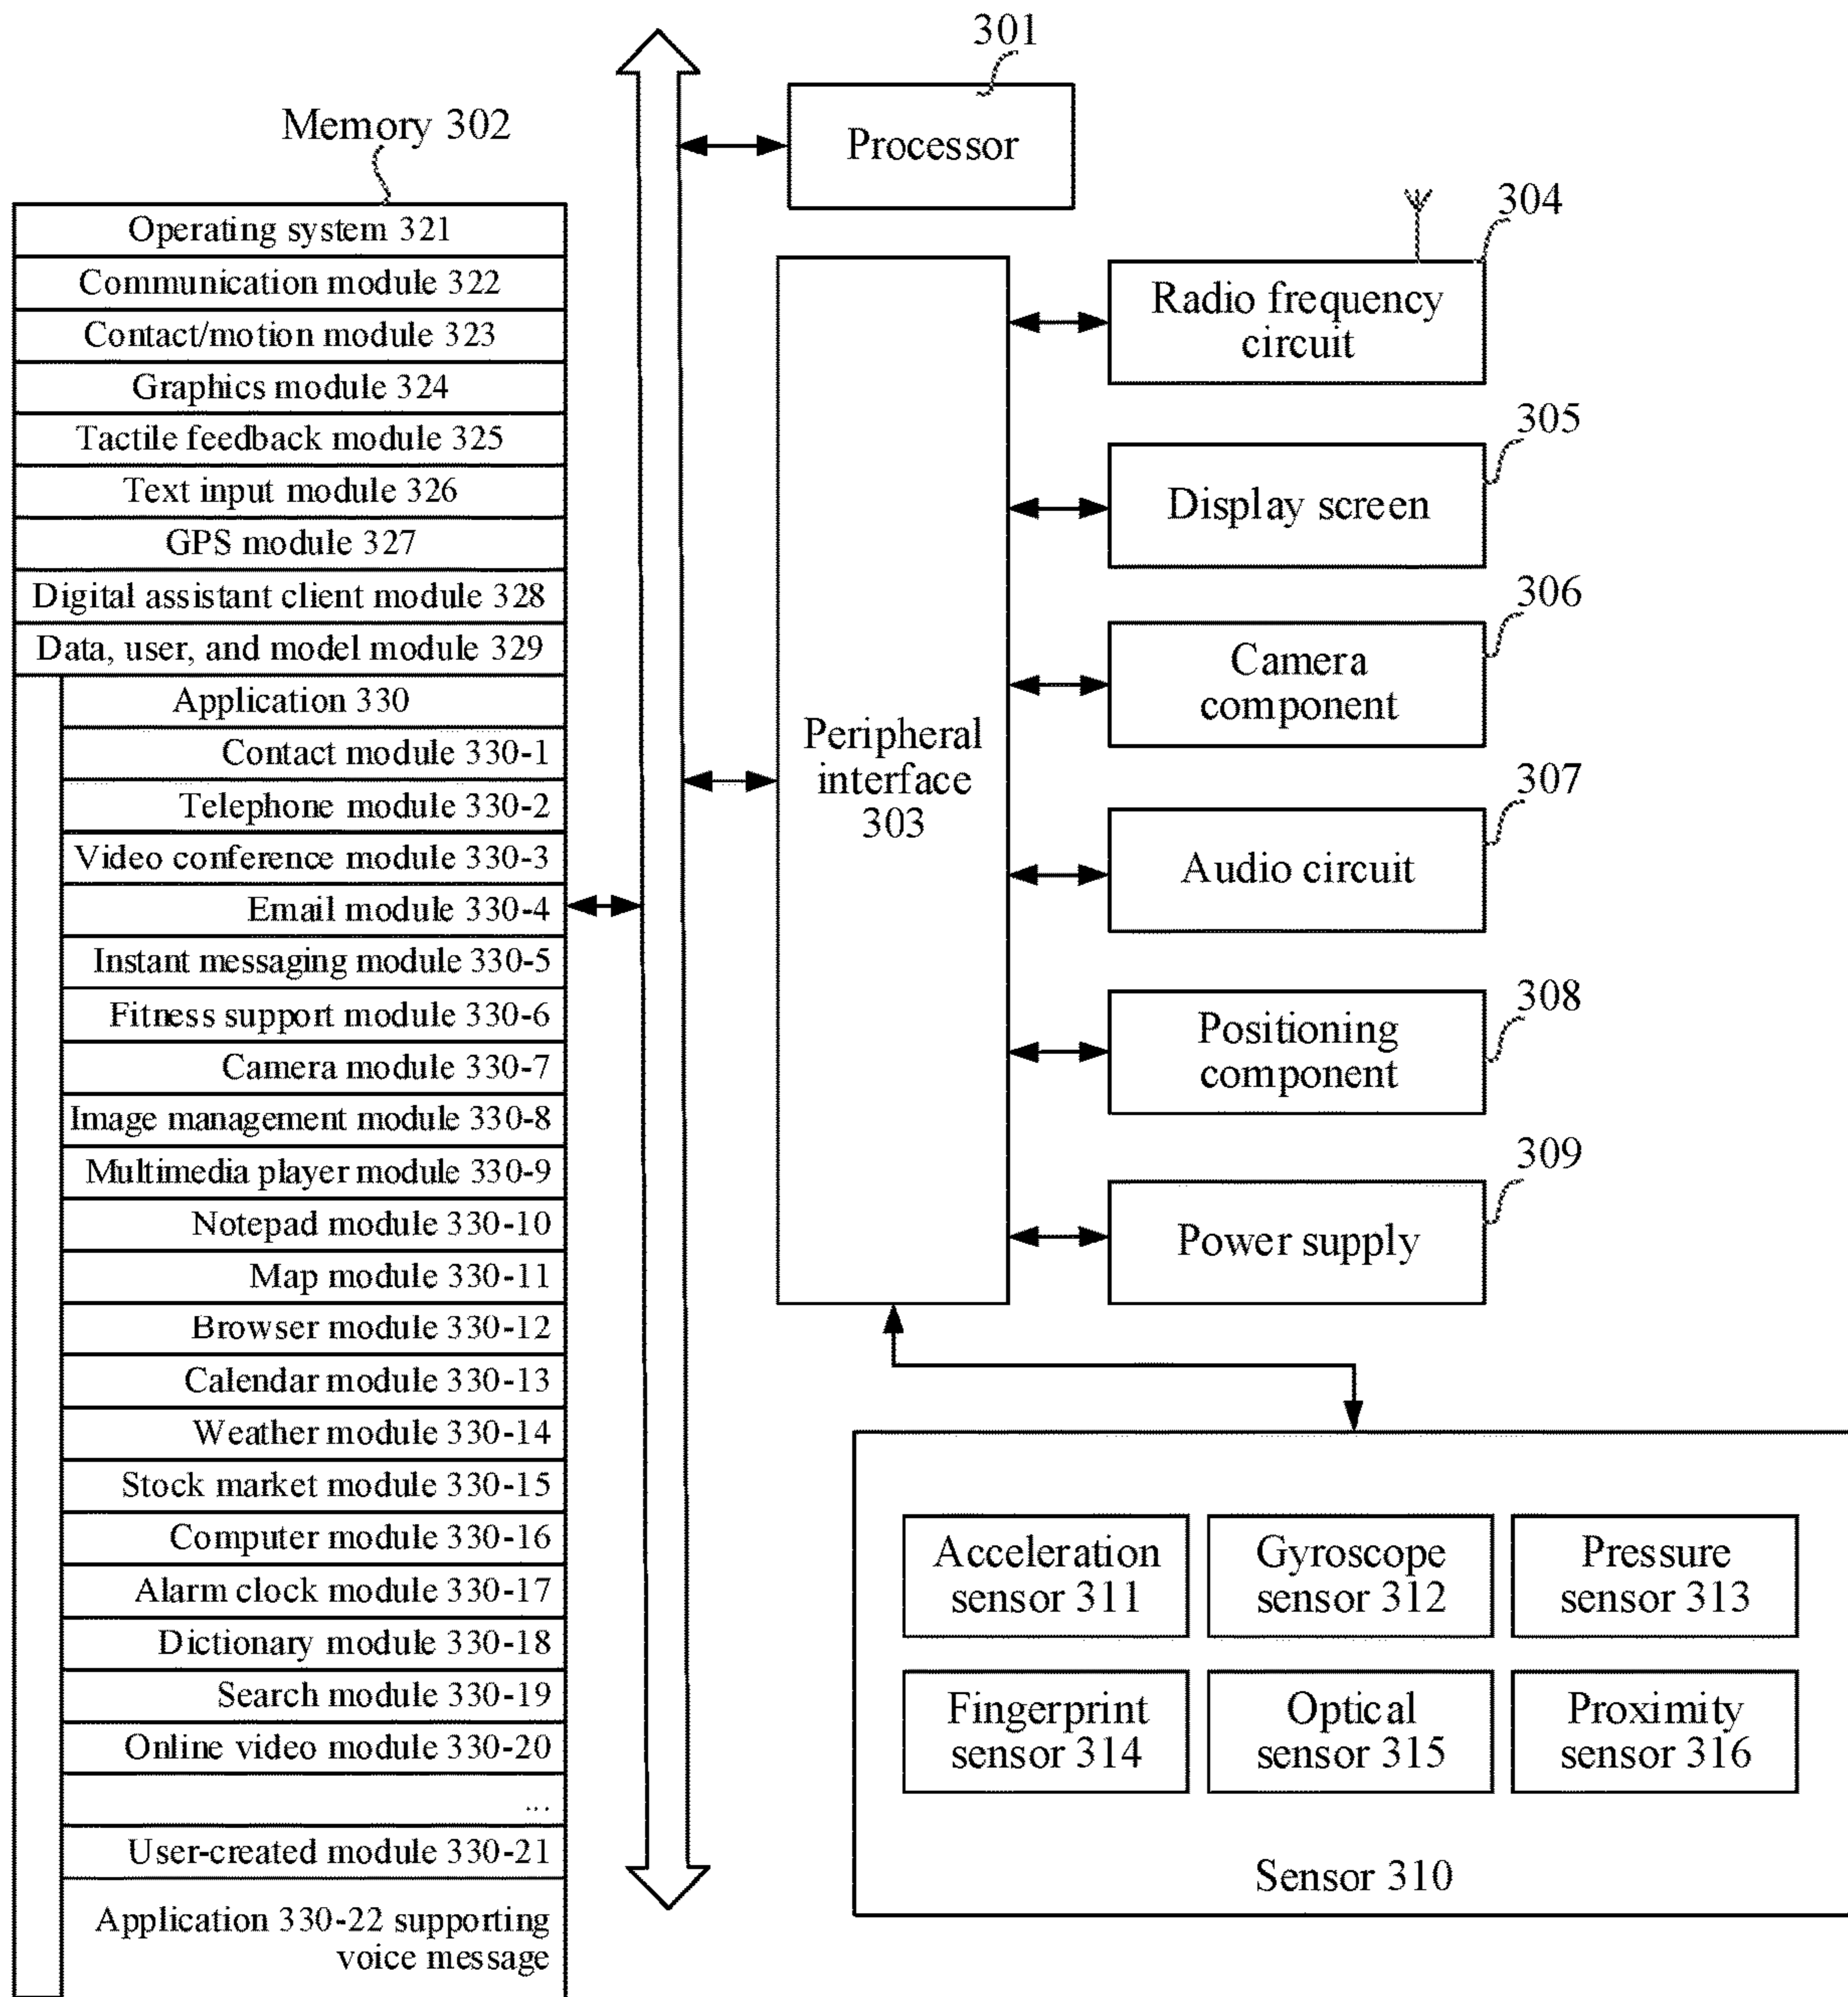 Memory 302
Operating system 321
Communication module 322
Contact/motion module 323
Graphics module 324
Tactile feedback module 325
Text input module 326
GPS module 327
Digital assistant client module 328
Data, user, and model module 329
Application 330
Contact module 330-1
Telephone module 330-2
Video conference module 330-3
Email module 330-4
Instant messaging module 330-5
Fitness support module 330-6
Camera module 330-7
Image management module 330-8
Multimedia player module 330-9
Notepad module 330-10
Map module 330-11
Browser module 330-12
Calendar module 330-13
Weather module 330-14
Stock market module 330-15
Computer module 330-16
Alarm clock module 330-17
Dictionary module 330-18
Search module 330-19
Online video module 330-20
...
User-created module 330-21
Application 330-22 supporting
voice message
301
Processor
Peripheral
interface
303
304
Radio frequency
circuit
305
Display screen
306
Camera
component
307
Audio circuit
308
Positioning
component
309
Power supply
Acceleration
sensor 311
Gyroscope
sensor 312
Pressure
sensor 313
Fingerprint
sensor 314
Optical
sensor 315
Proximity
sensor 316
Sensor 310